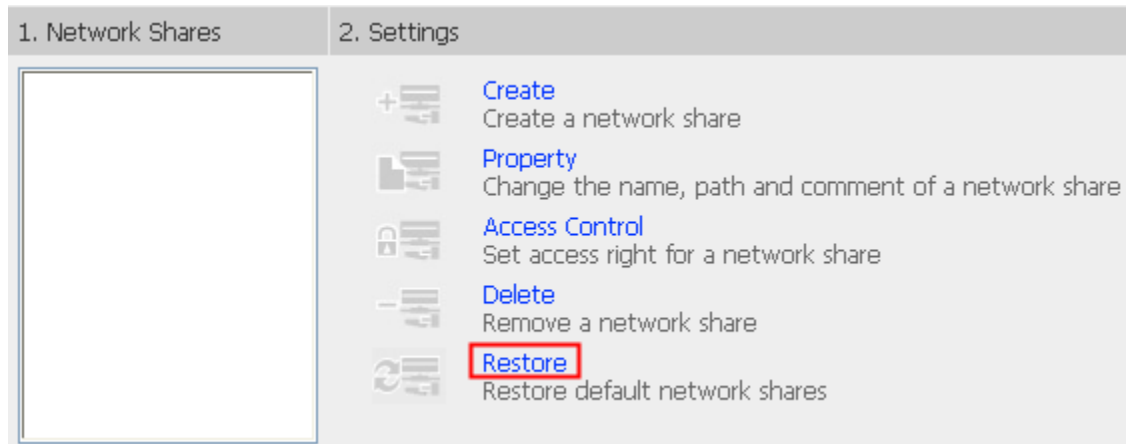 1. Network Shares
2. Settings
Create
Create a network share
Property
Change the name, path and comment of a network share
Access Control
Set access right for a network share
Delete
Remove a network share
Restore
Restore default network shares